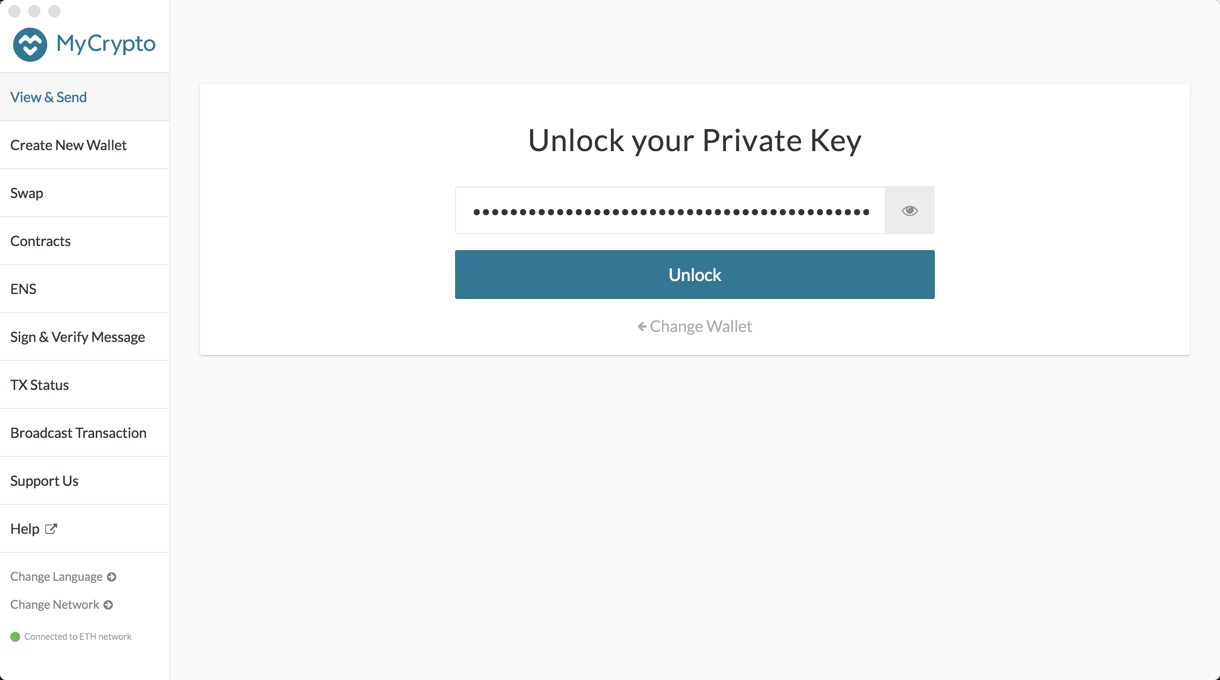 MyCrypto
View & Send
Create New Wallet
Swap
Contracts
ENS
Sign & Verify Message
TX Status
Broadcast Transaction
Support Us
Help
Change Language
Change Network
Connected to ETH network
Unlock your Private Key
Unlock
Change Wallet